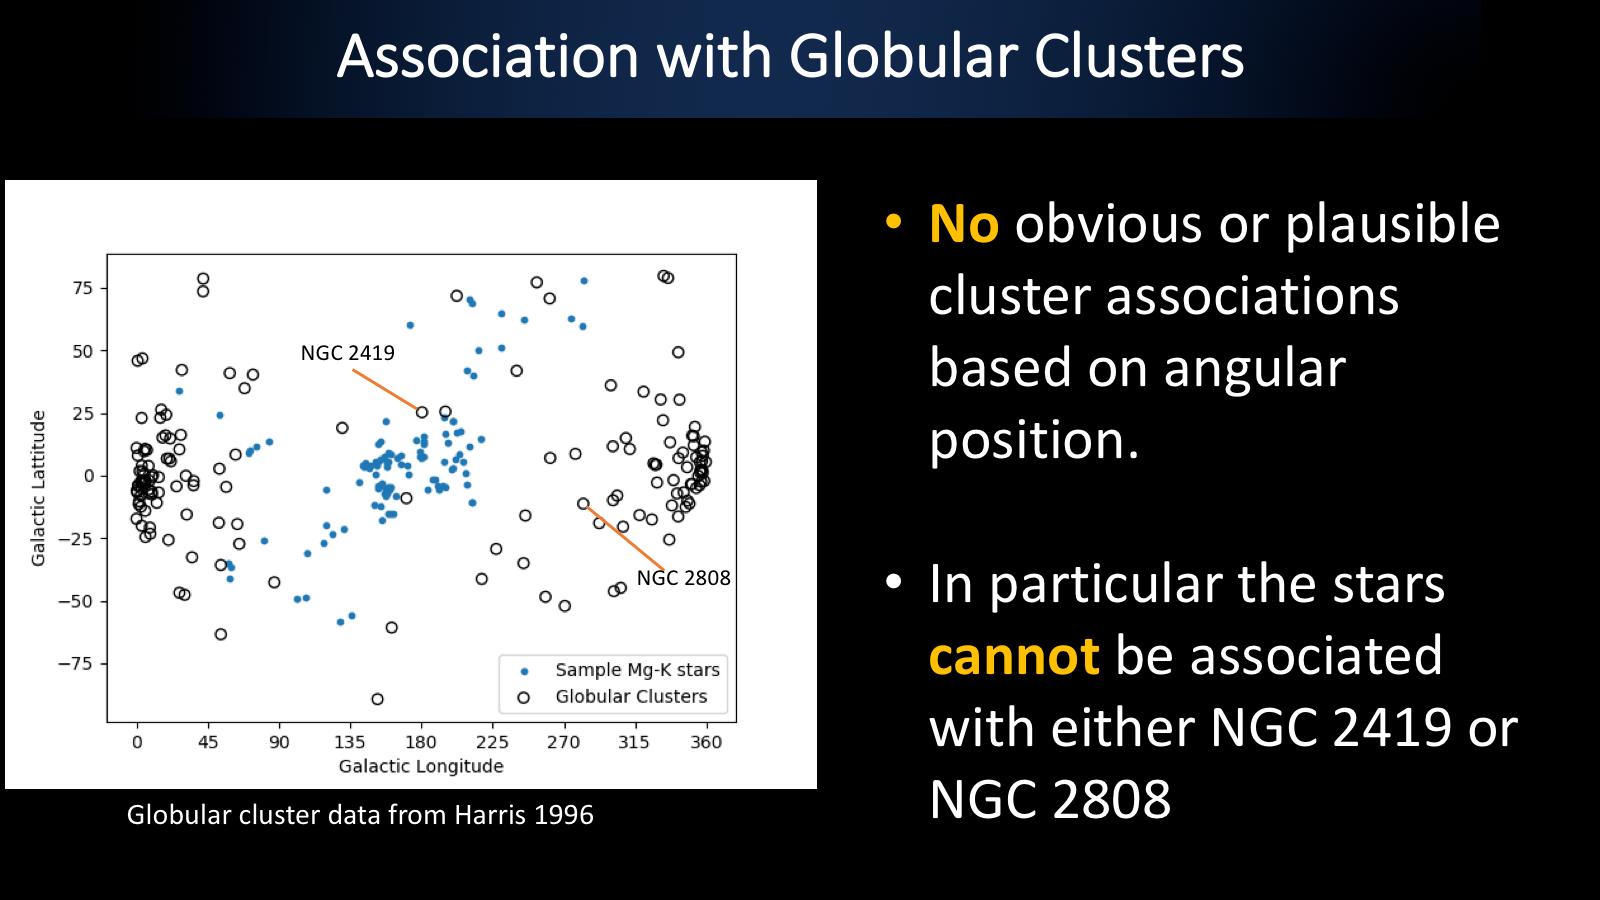 Association with Globular Clusters
75
50
25
0
−25
−50
−75
Galactic Lattitude
NGC 2419
NGC 2808
Sample Mg-K stars
Globular Clusters
0 45 90 135 180 225 270 315 360
Galactic Longitude
Globular cluster data from Harris 1996
• No obvious or plausible
cluster associations
based on angular
position.
• In particular the stars
cannot be associated
with either NGC 2419 or
NGC 2808